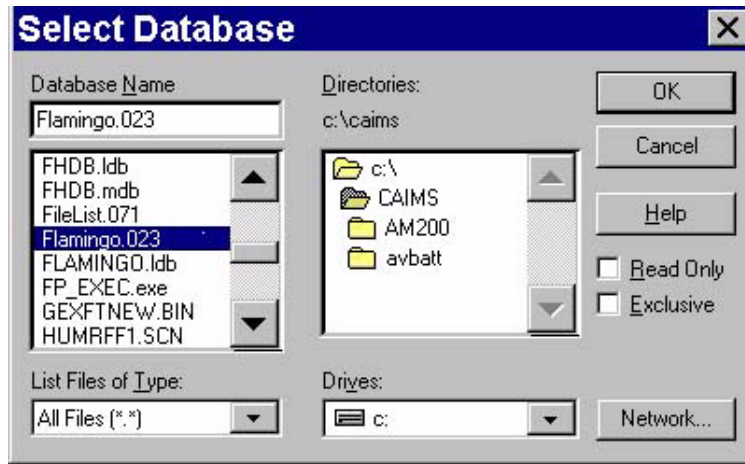 Select Database
Database Name
Flamingo.023
FHDB.ldb
FHDB.mdb
FileList.071
Flamingo.023
FLAMINGO.ldb
FP_EXEC.exe
GEXFTNEW.BIN
HUMRFF1.SCN
List Files of Type:
All Files (*.*)
Directories:
c:\caims
c:\
CAIMS
AM200
avbatt
Drives:
c:
OK
Cancel
Help
Read Only
Exclusive
Network...